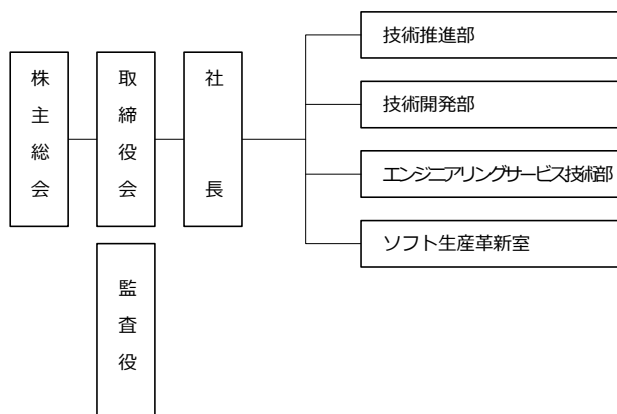 株主総会
取締役会
社長
監査役
技術推進部
技術開発部
エンジニアリングサービス技術部
ソフト生産革新室